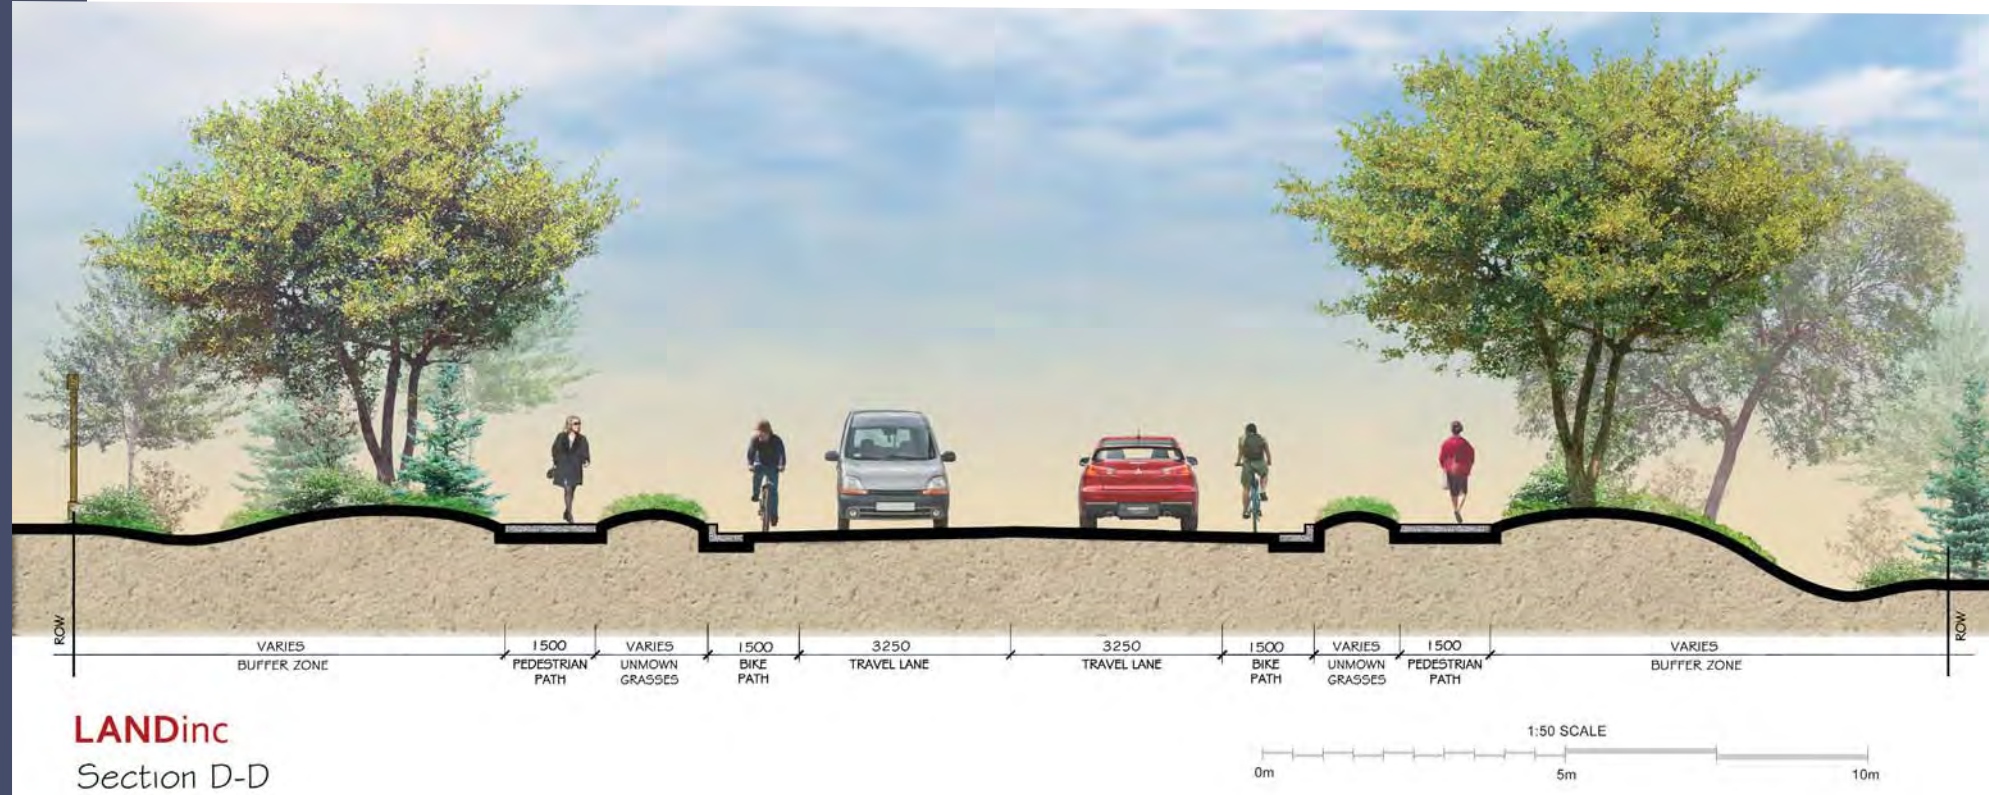 ROW
VARIES
BUFFER ZONE
1500
PEDESTRIAN
PATH
VARIES
UNMOWN
GRASSES
1500
BIKE
PATH
3250
TRAVEL LANE
3250
TRAVEL LANE
1500
BIKE
PATH
VARIES
UNMOWN
GRASSES
1500
PEDESTRIAN
PATH
VARIES
BUFFER ZONE
ROW
LANDinc
Section D-D
1:50 SCALE
0m 5m 10m